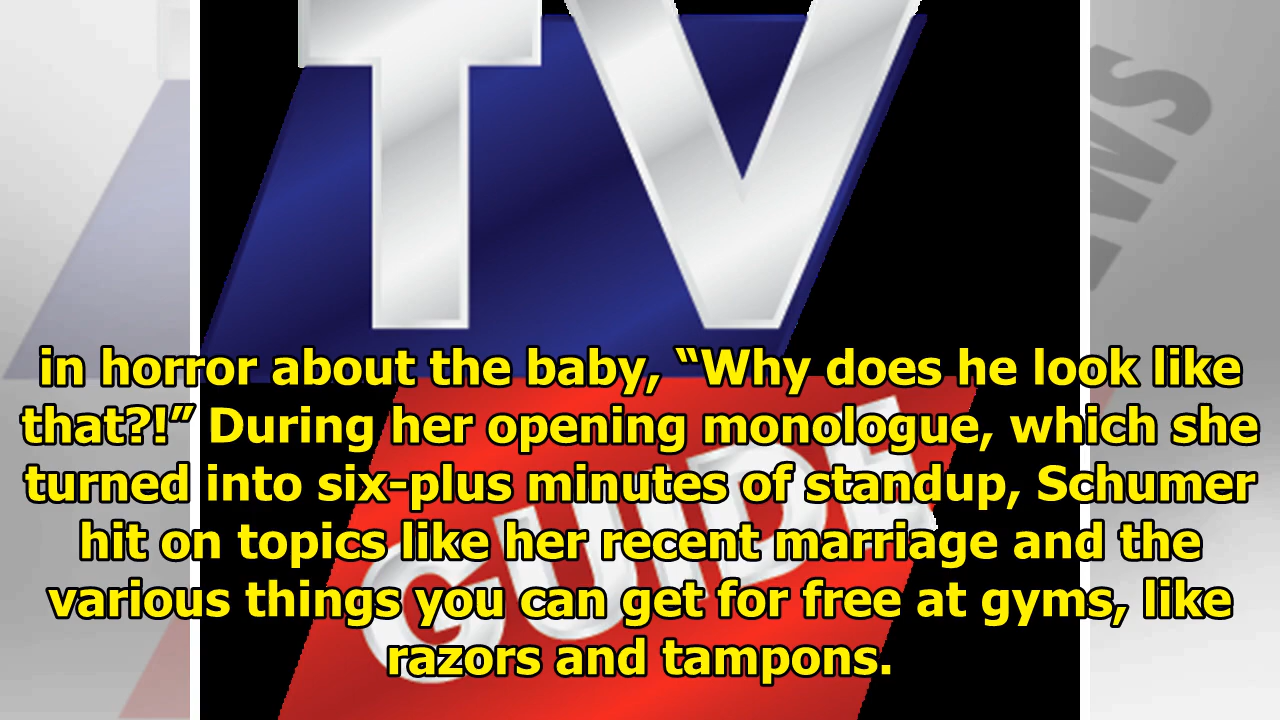 TV
GUIDE
EWS
in horror about the baby, “Why does he look like
that?!” During her opening monologue, which she
turned into six-plus minutes of standup, Schumer
hit on topics like her recent marriage and the
various things you can get for free at gyms, like
razors and tampons.